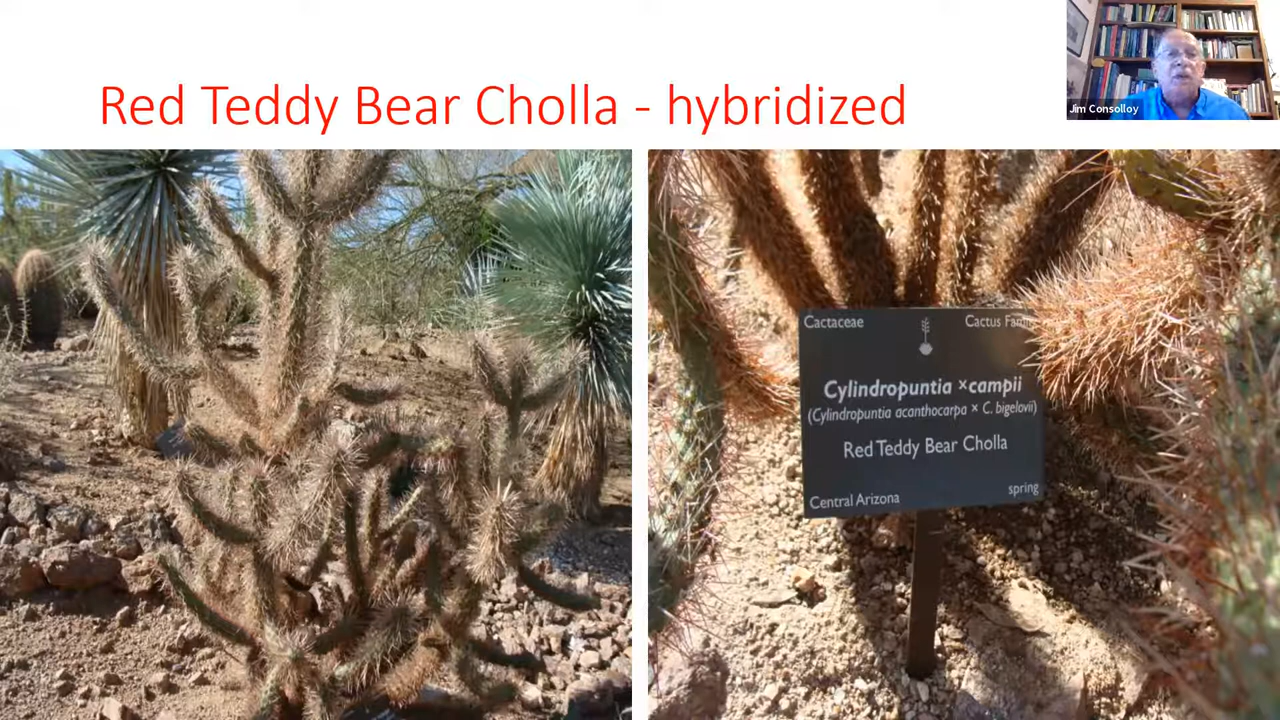 Red Teddy Bear Cholla - hybridized
Jim Consolloy
Cactaceae
Cactus Fam
Cylindropuntia ×campii
(Cylindropuntia acanthocarpa × C. bigelovii)
Red Teddy Bear Cholla
Central Arizona
spring